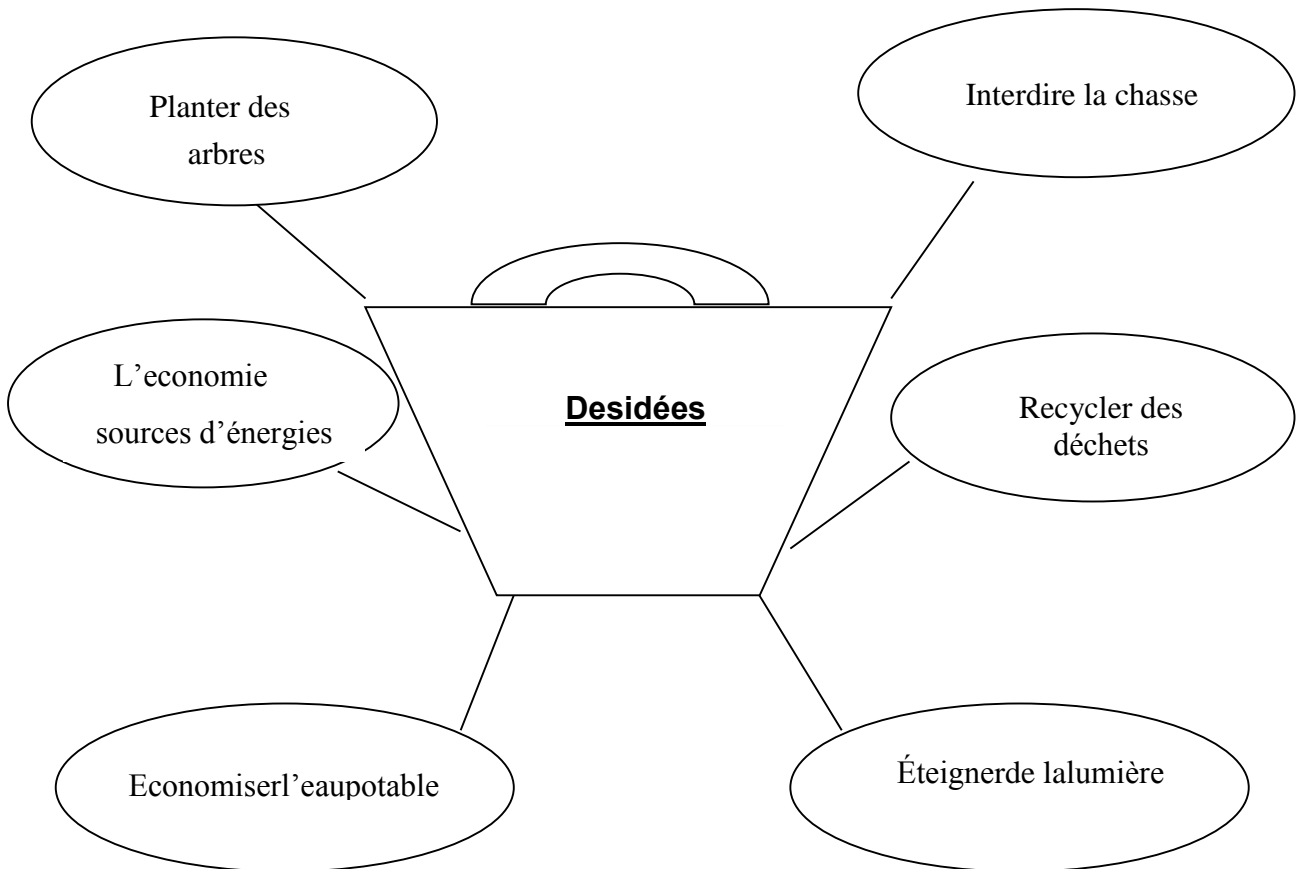 Planter des
arbres
Interdire la chasse
L’economie
sources d’énergies
Desidées
Recycler des
déchets
Economiserl’eaupotable
Éteignerde lalumière